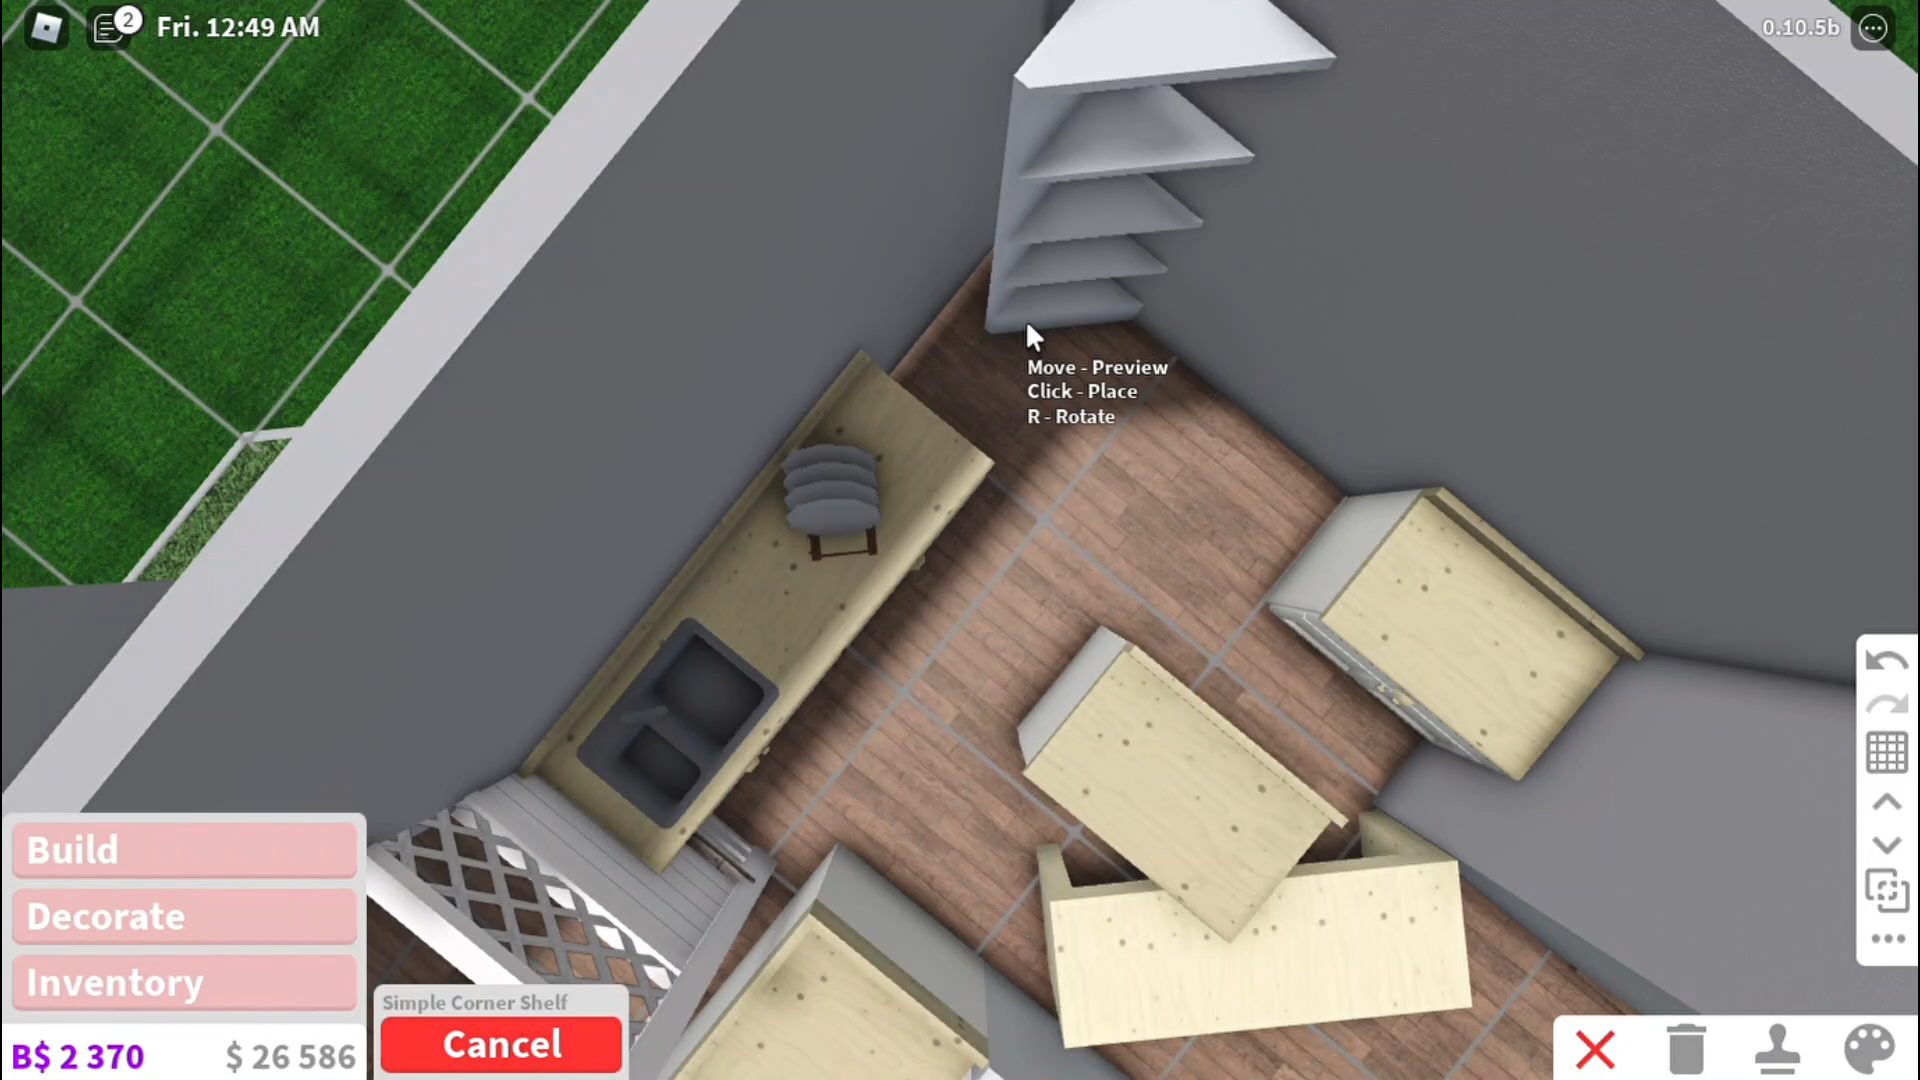 2
Fri. 12:49 AM
0.10.5b
Move - Preview
Click - Place
R - Rotate
Build
Decorate
Inventory
Simple Corner Shelf
Cancel
B$ 2 370
$ 26 586